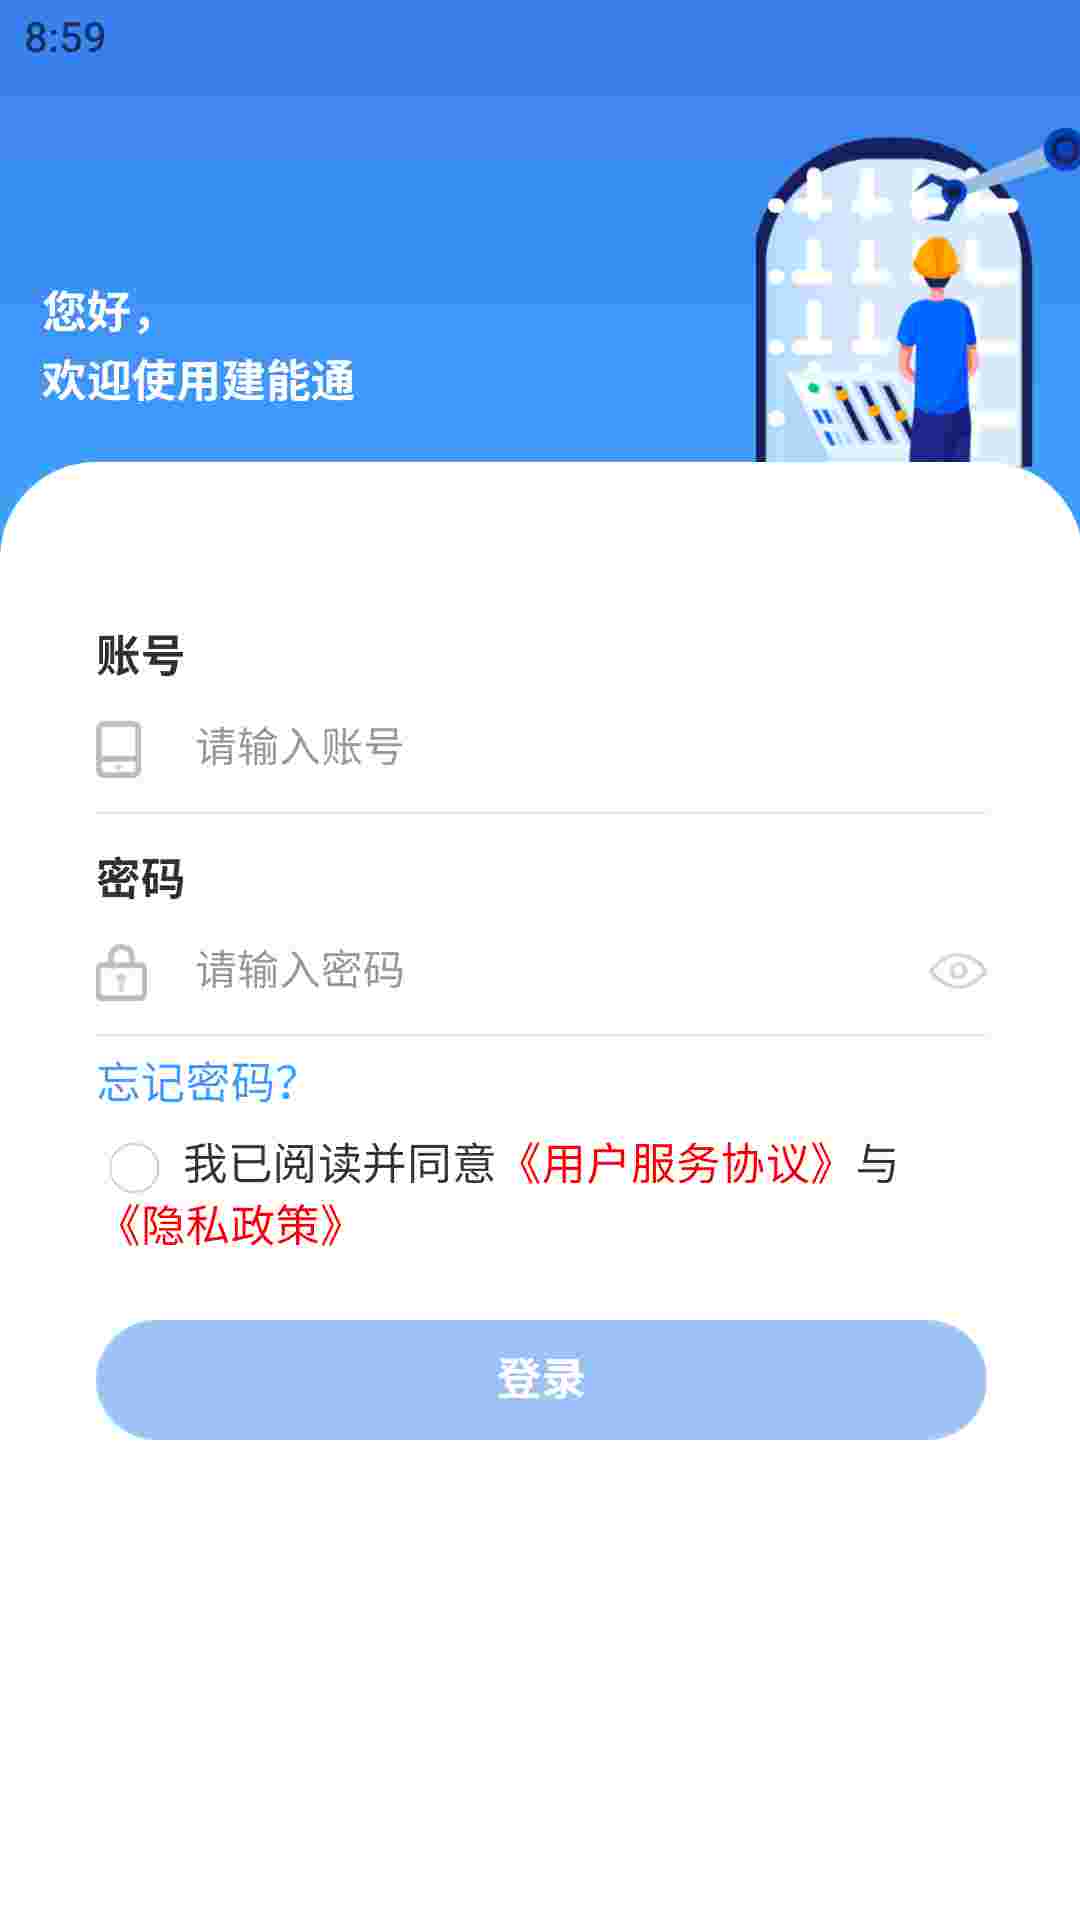 8:59
您好，
欢迎使用建能通
账号
请输入账号
密码
请输入密码
忘记密码？
我已阅读并同意《用户服务协议》与
《隐私政策》
登录